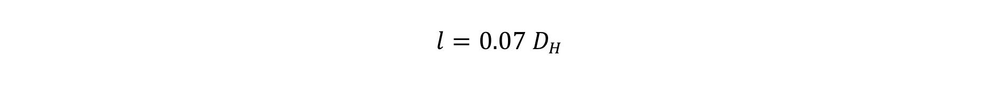 l = 0.07 D_H